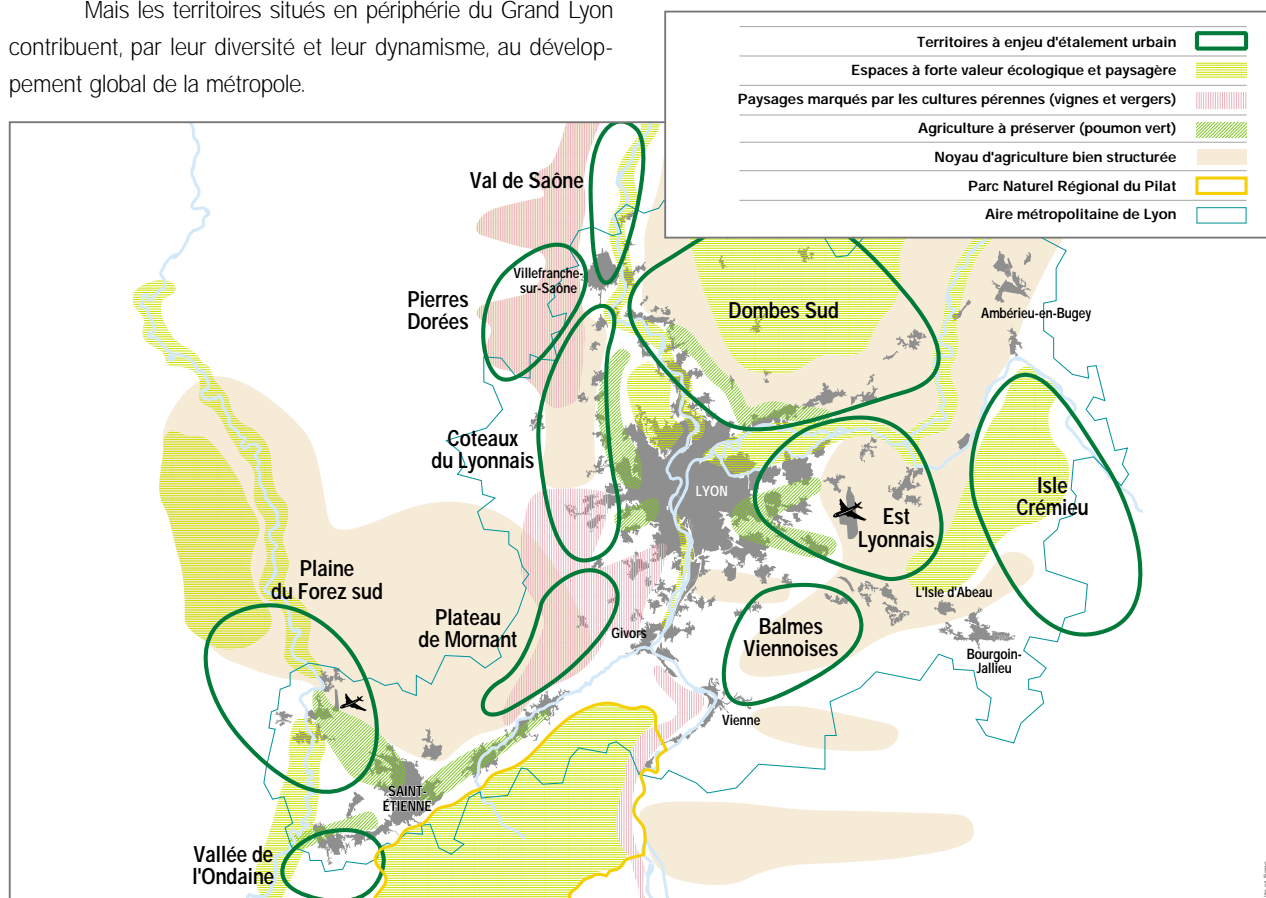 Mais les territoires situés en périphérie du Grand Lyon
contribuent, par leur diversité et leur dynamisme, au dévelop-
pement global de la métropole.
Territoires à enjeu d'étalement urbain
Espaces à forte valeur écologique et paysagère
Paysages marqués par les cultures pérennes (vignes et vergers)
Agriculture à préserver (poumon vert)
Noyau d'agriculture bien structurée
Parc Naturel Régional du Pilat
Aire métropolitaine de Lyon
Val de Saône
Villefranche-
sur-Saône
Pierres
Dorées
Dombes Sud
Ambérieu-en-Bugey
Coteaux
du Lyonnais
LYON
Isle
Crémieu
Est
Lyonnais
Plaine
du Forez sud
L'Isle d'Abeau
Plateau
de Mornant
Givors
Balmes
Viennoises
Bourgoin-
Jallieu
Vienne
SAINT-
ÉTIENNE
Vallée de
l'Ondaine